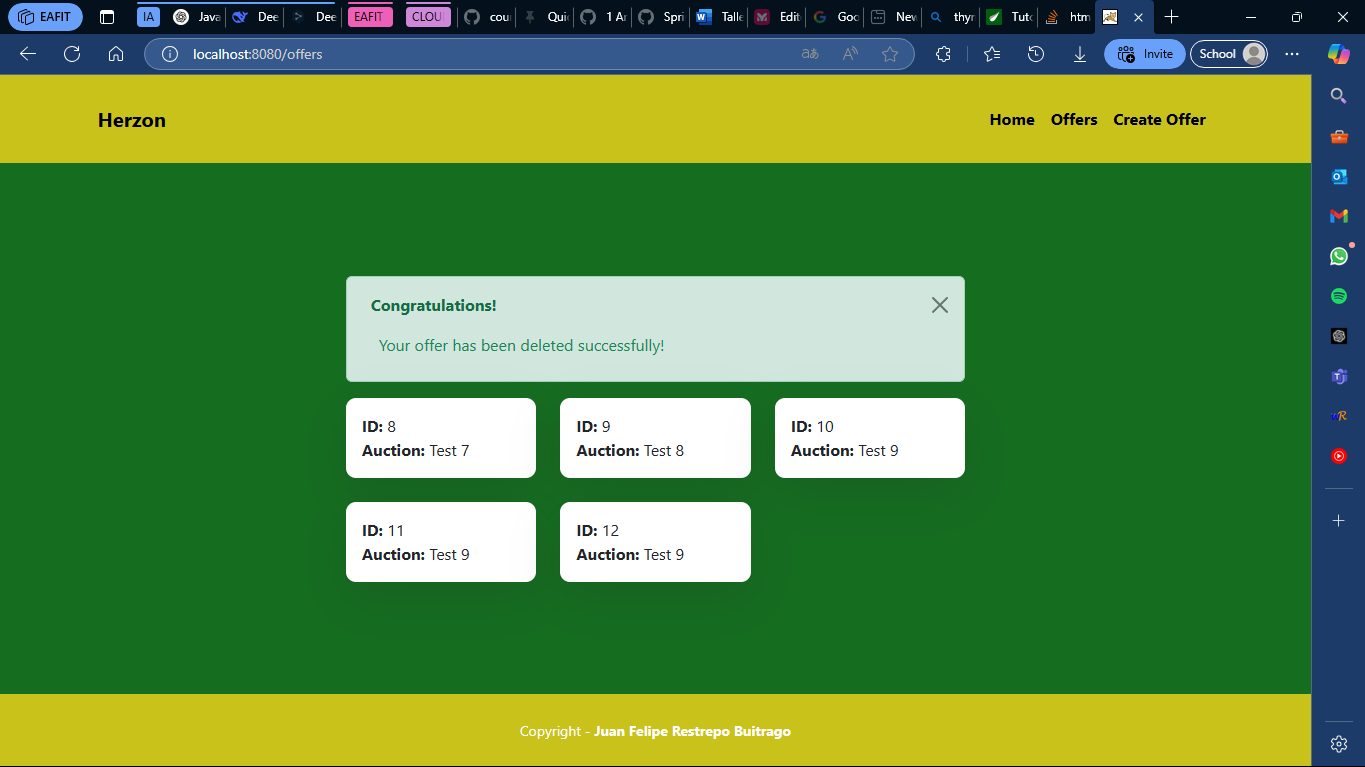 EAFIT
IA
Java
Dee
Dee
EAFIT
CLOU
cour
Quic
1 Ar
Spri
Talle
Edit
Goo
New
thyr
Tuto
htm
localhost:8080/offers
Invite
School
Herzon
Home Offers Create Offer
Congratulations!
Your offer has been deleted successfully!
ID: 8
Auction: Test 7
ID: 9
Auction: Test 8
ID: 10
Auction: Test 9
ID: 11
Auction: Test 9
ID: 12
Auction: Test 9
Copyright - Juan Felipe Restrepo Buitrago